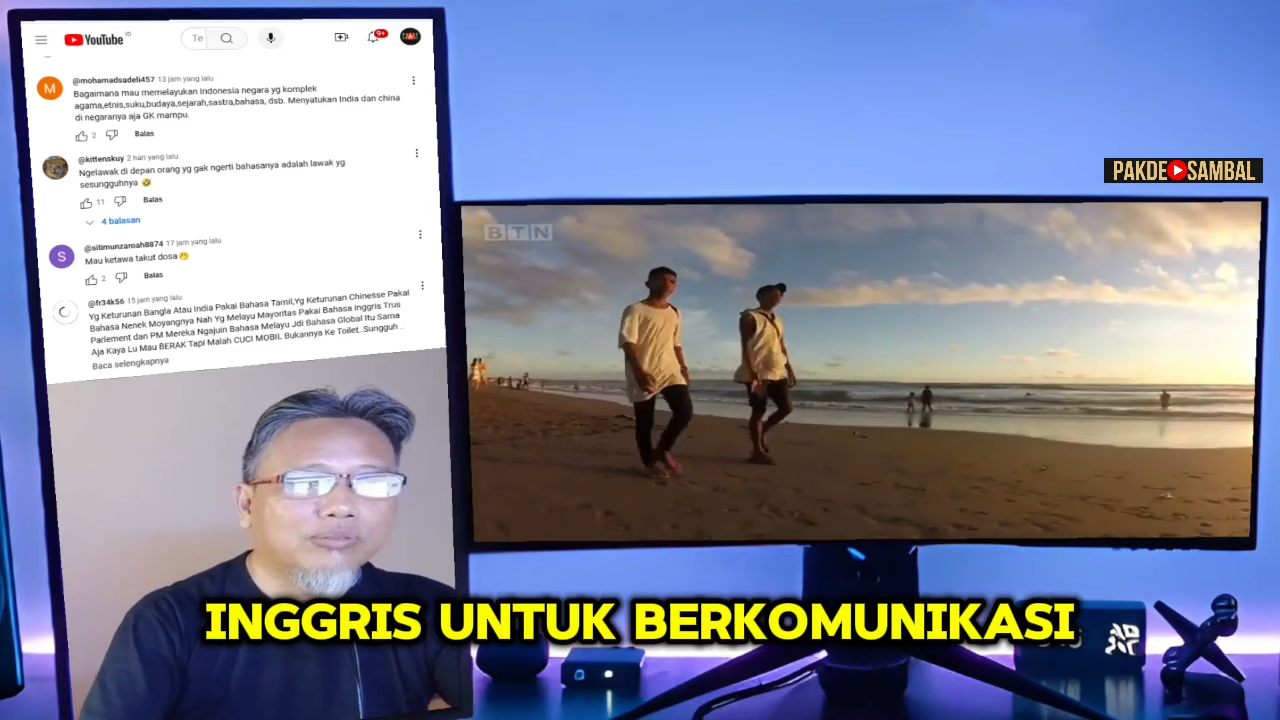 YouTube ID
Te
9+
@mohamadsadeli457 13 jam yang lalu
Bagaimana mau memelayukan Indonesia negara yg komplek
agama,etnis,suku,budaya,sejarah,sastra,bahasa, dsb. Menyatukan India dan china
di negaranya aja GK mampu.
2 Balas
@kittenskuy 2 hari yang lalu
Ngelawak di depan orang yg gak ngerti bahasanya adalah lawak yg
sesungguhnya 🤣
11 Balas
4 balasan
@sitimunzaroah8874 17 jam yang lalu
Mau ketawa takut dosa🤭
2 Balas
@fr34k56 15 jam yang lalu
Yg Keturunan Bangla Atau India Pakai Bahasa Tamil,Yg Keturunan Chinesse Pakai
Bahasa Nenek Moyangnya Nah Yg Melayu Mayoritas Pakai Bahasa Inggris Trus
Parlement dan PM Mereka Ngajuin Bahasa Melayu Jdi Bahasa Global Itu Sama
Aja Kaya Lu Mau BERAK Tapi Malah CUCI MOBIL Bukannya Ke Toilet..Sungguh ..
Baca selengkapnya
M
S
PAKDE SAMBAL
BTN
INGGRIS UNTUK BERKOMUNIKASI